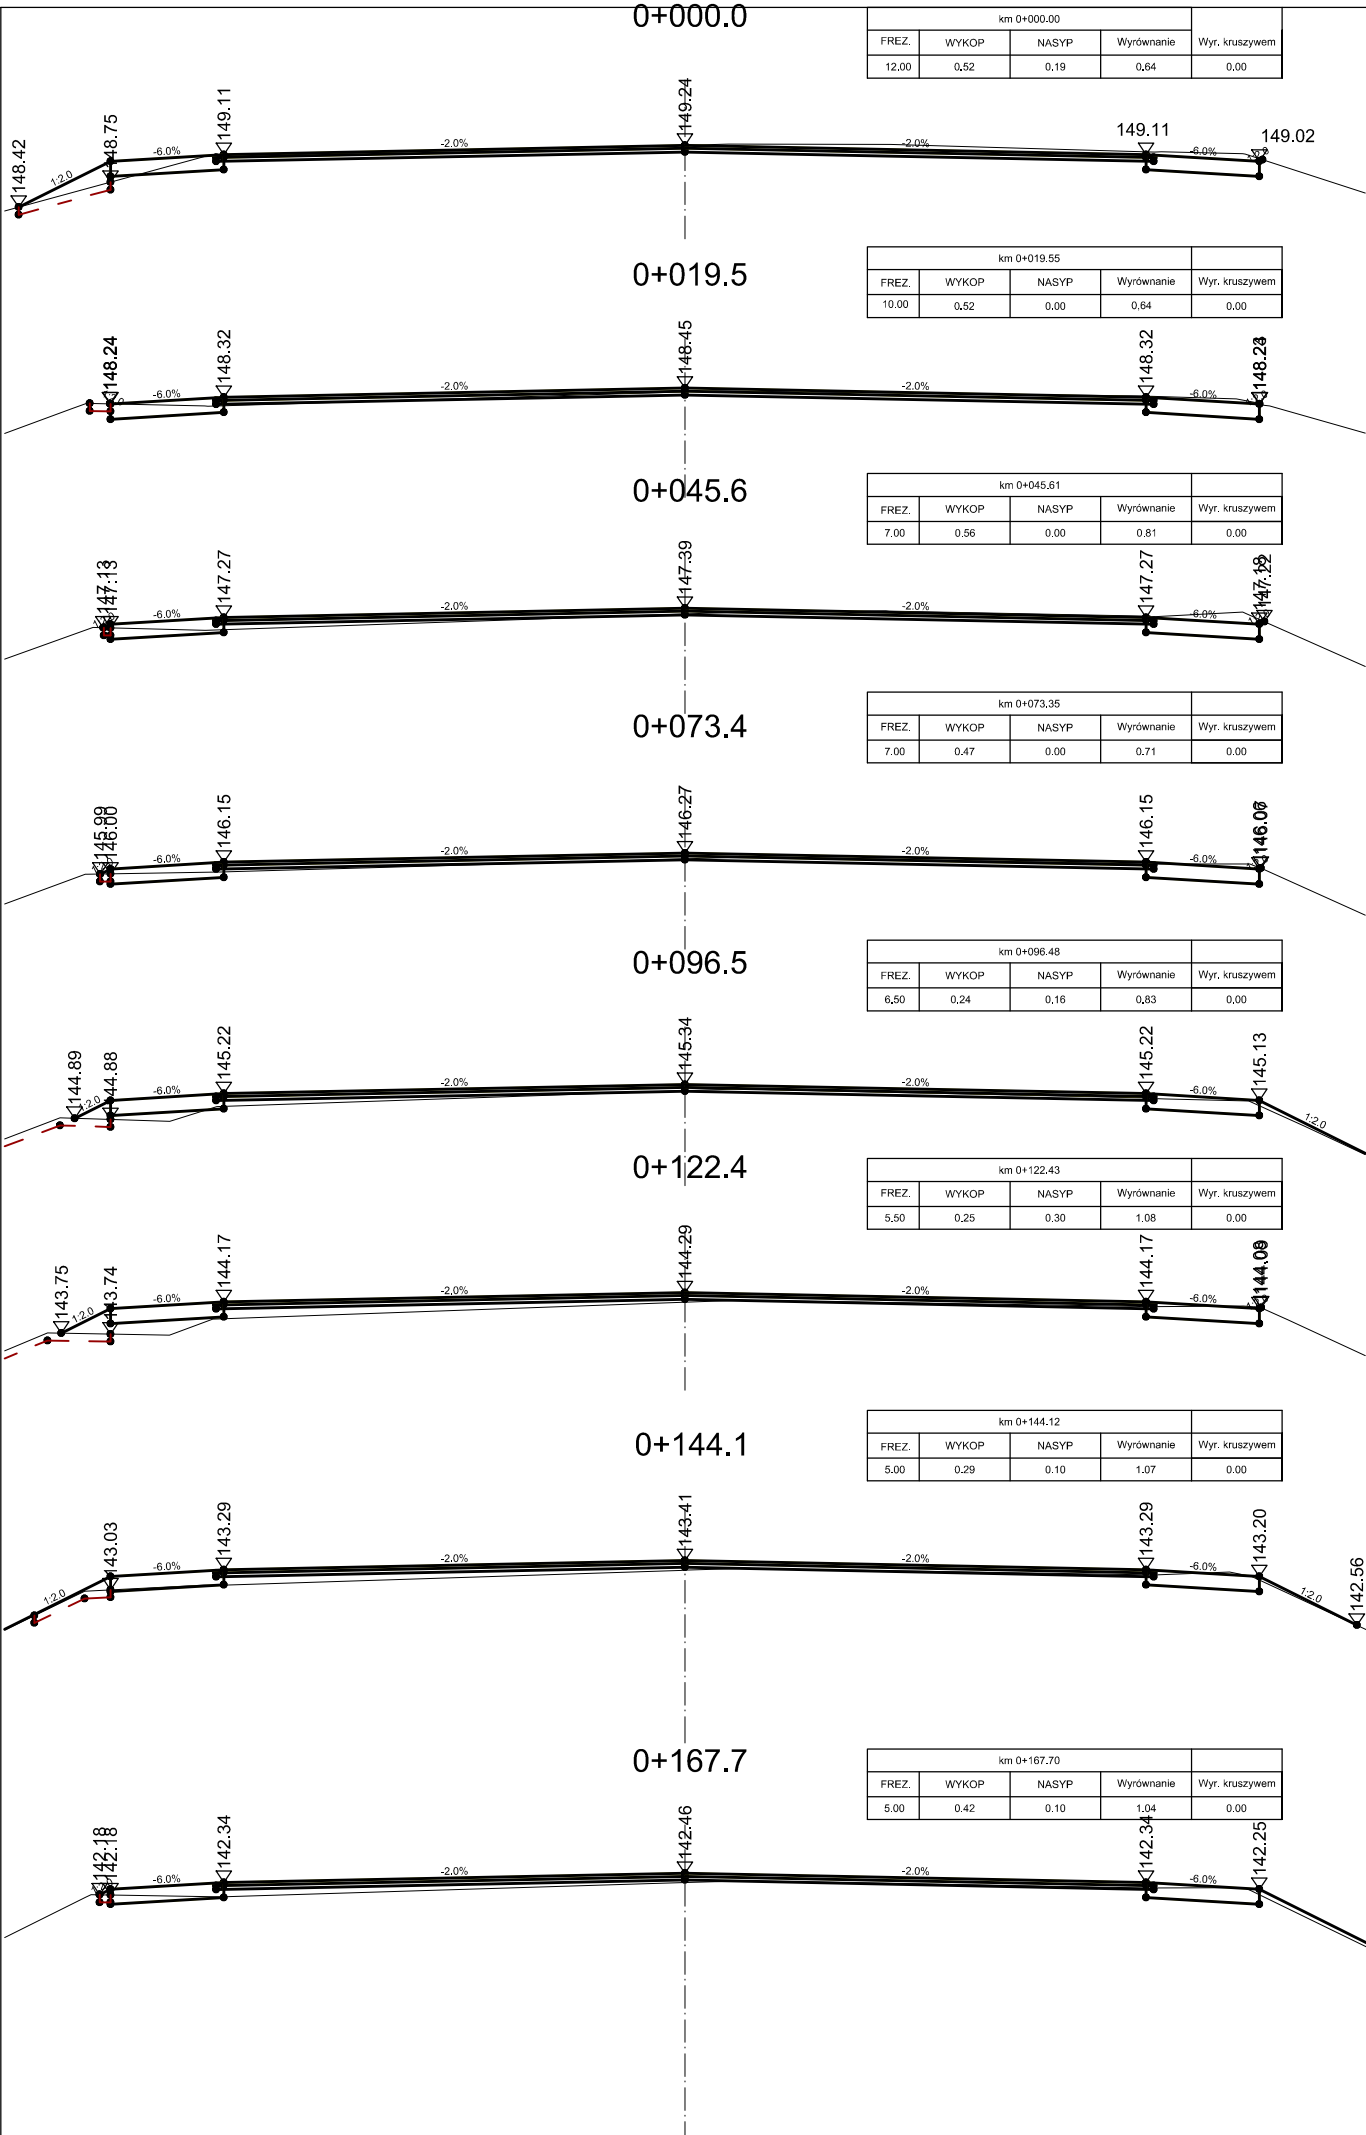 0+000.0
km 0+000.00
FREZ. WYKOP NASYP Wyrównanie Wyr. kruszywem
12.00 0.52 0.19 0.64 0.00
148.42 1:2.0 148.75 -6.0% 149.11 -2.0% 149.24 -2.0% 149.11 -6.0% 149.02
0+019.5
km 0+019.55
FREZ. WYKOP NASYP Wyrównanie Wyr. kruszywem
10.00 0.52 0.00 0.64 0.00
148.24 -6.0% 148.32 -2.0% 148.45 -2.0% 148.32 -6.0%
0+045.6
km 0+045.61
FREZ. WYKOP NASYP Wyrównanie Wyr. kruszywem
7.00 0.56 0.00 0.81 0.00
147.13 147.13 -6.0% 147.27 -2.0% 147.39 -2.0% 147.27 -6.0% 147.18 147.22
0+073.4
km 0+073.35
FREZ. WYKOP NASYP Wyrównanie Wyr. kruszywem
7.00 0.47 0.00 0.71 0.00
145.99 146.00 -6.0% 146.15 -2.0% 146.27 -2.0% 146.15 -6.0%
0+096.5
km 0+096.48
FREZ. WYKOP NASYP Wyrównanie Wyr. kruszywem
6.50 0.24 0.16 0.83 0.00
144.89 1:2.0 144.88 -6.0% 145.22 -2.0% 145.34 -2.0% 145.22 -6.0% 145.13 1:2.0
0+122.4
km 0+122.43
FREZ. WYKOP NASYP Wyrównanie Wyr. kruszywem
5.50 0.25 0.30 1.08 0.00
143.75 1:2.0 143.74 -6.0% 144.17 -2.0% 144.29 -2.0% 144.17 -6.0% 144.09
0+144.1
km 0+144.12
FREZ. WYKOP NASYP Wyrównanie Wyr. kruszywem
5.00 0.29 0.10 1.07 0.00
1:2.0 143.03 -6.0% 143.29 -2.0% 143.41 -2.0% 143.29 -6.0% 143.20 1:2.0 142.56
0+167.7
km 0+167.70
FREZ. WYKOP NASYP Wyrównanie Wyr. kruszywem
5.00 0.42 0.10 1.04 0.00
142.18 142.18 -6.0% 142.34 -2.0% 142.46 -2.0% 142.34 -6.0% 142.25